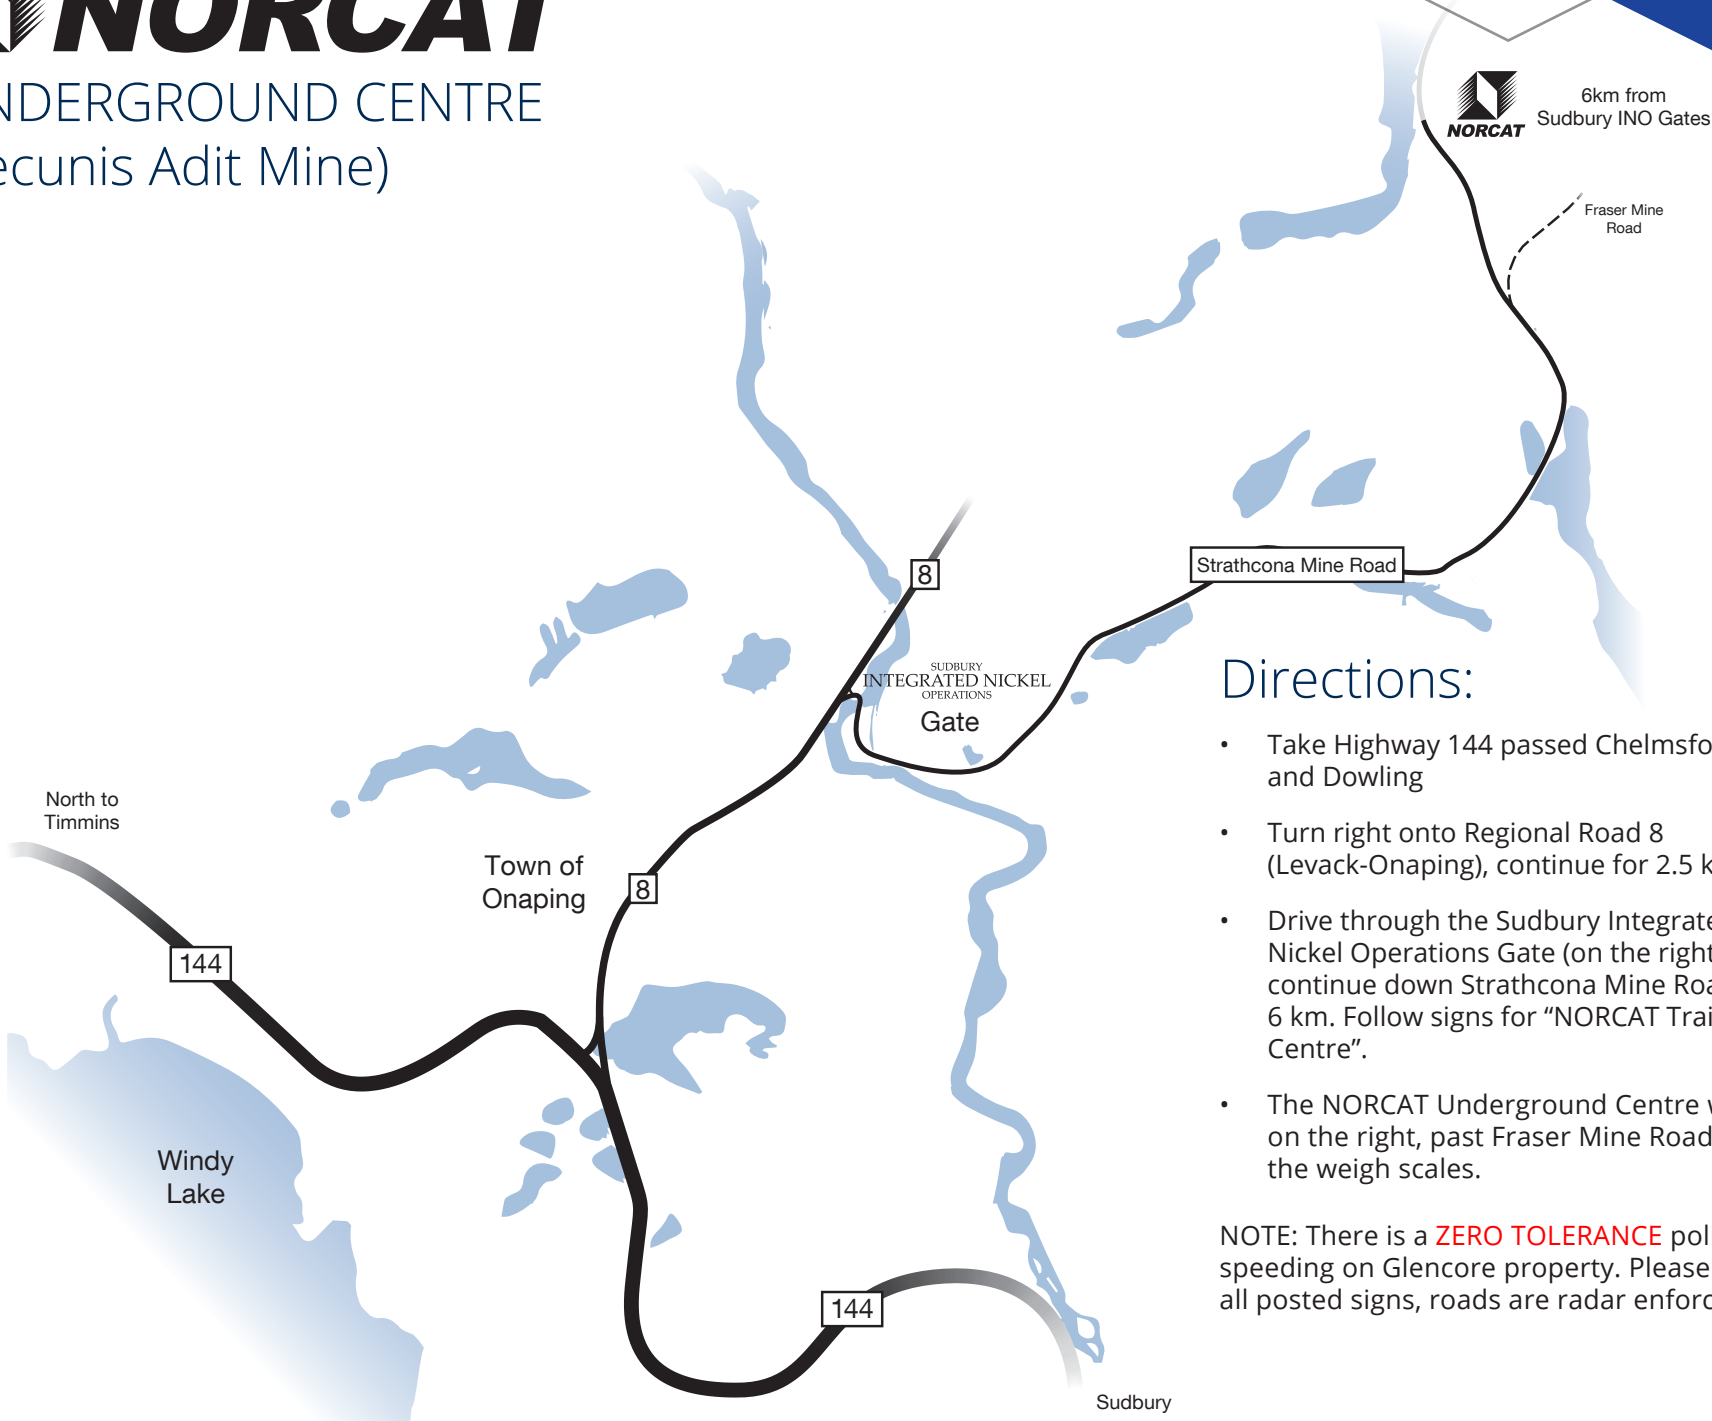 NORCAT
NDERGROUND CENTRE
ecunis Adit Mine)
NORCAT
6km from
Sudbury INO Gates
Fraser Mine
Road
Strathcona Mine Road
8
SUDBURY
INTEGRATED NICKEL
OPERATIONS
Gate
North to
Timmins
Town of
Onaping
8
144
Windy
Lake
144
Sudbury
Directions:
• Take Highway 144 passed Chelmsfo
and Dowling
• Turn right onto Regional Road 8
(Levack-Onaping), continue for 2.5 k
• Drive through the Sudbury Integrate
Nickel Operations Gate (on the right
continue down Strathcona Mine Roa
6 km. Follow signs for “NORCAT Trai
Centre”.
• The NORCAT Underground Centre w
on the right, past Fraser Mine Road
the weigh scales.
NOTE: There is a ZERO TOLERANCE pol
speeding on Glencore property. Please
all posted signs, roads are radar enforc